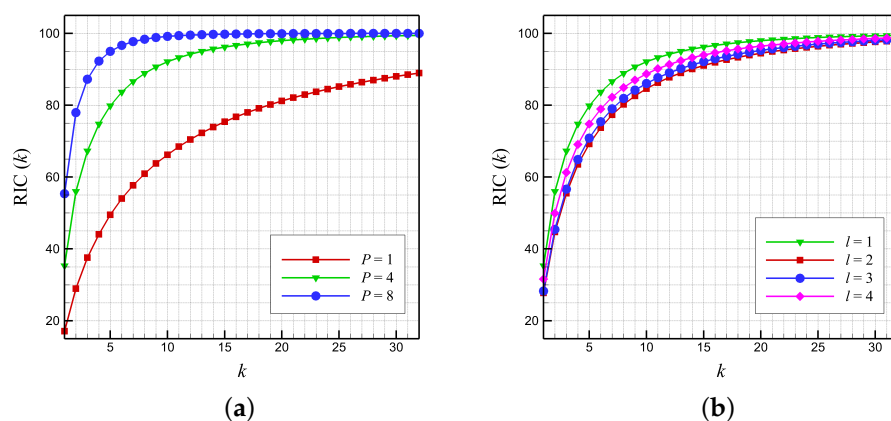 RIC (k)
100
80
60
40
20
P = 1
P = 4
P = 8
5 10 15 20 25 30
k
(a)
RIC (k)
100
80
60
40
20
l = 1
l = 2
l = 3
l = 4
5 10 15 20 25 30
k
(b)